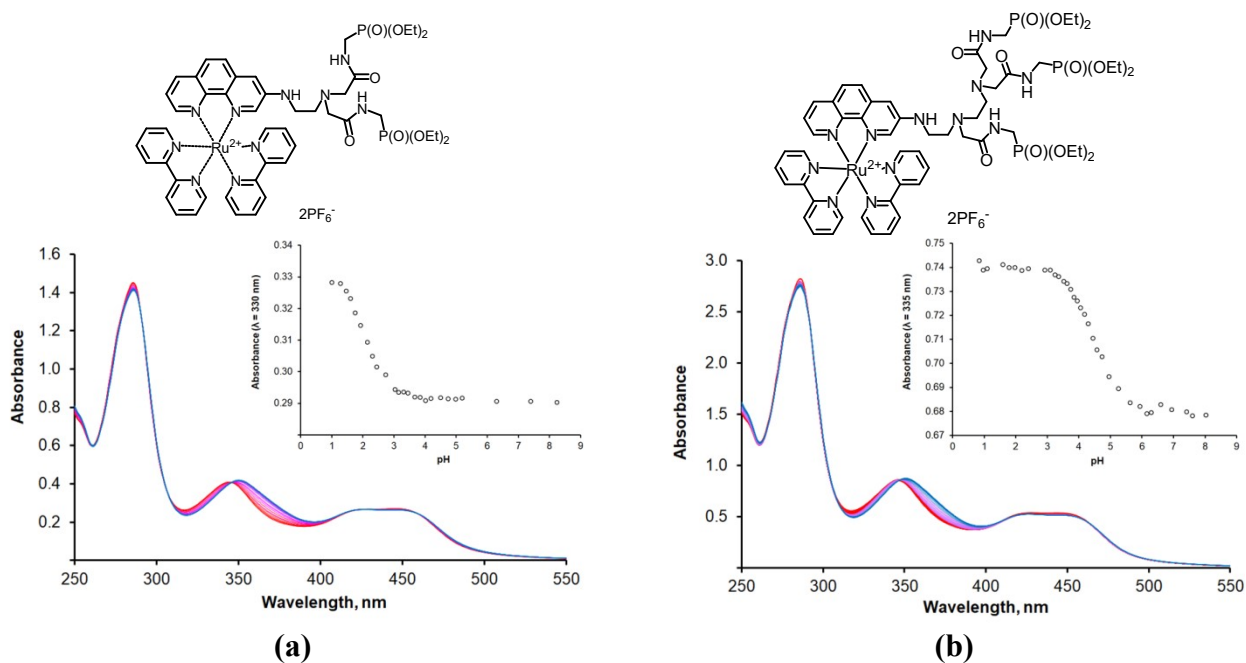 P(O)(OEt)2
HN
O
NH
N
O
H
N
P(O)(OEt)2
N
N
N
Ru2+
N
N
N
2PF6-
1.6
1.4
1.2
1.0
0.8
0.6
0.4
0.2
Absorbance
250 300 350 400 450 500 550
Wavelength, nm
0.34
0.33
0.32
0.31
0.30
0.29
0.28
Absorbance (λ = 330 nm)
0 1 2 3 4 5 6 7 8 9
pH
(a)
P(O)(OEt)2
HN
O
O
N
H
P(O)(OEt)2
N
NH
N
O
H
N
P(O)(OEt)2
N
N
N
Ru2+
N
N
N
2PF6-
3.0
2.5
2.0
1.5
1.0
0.5
Absorbance
250 300 350 400 450 500 550
Wavelength, nm
0.75
0.74
0.73
0.72
0.71
0.70
0.69
0.68
0.67
Absorbance (λ = 335 nm)
0 1 2 3 4 5 6 7 8 9
pH
(b)